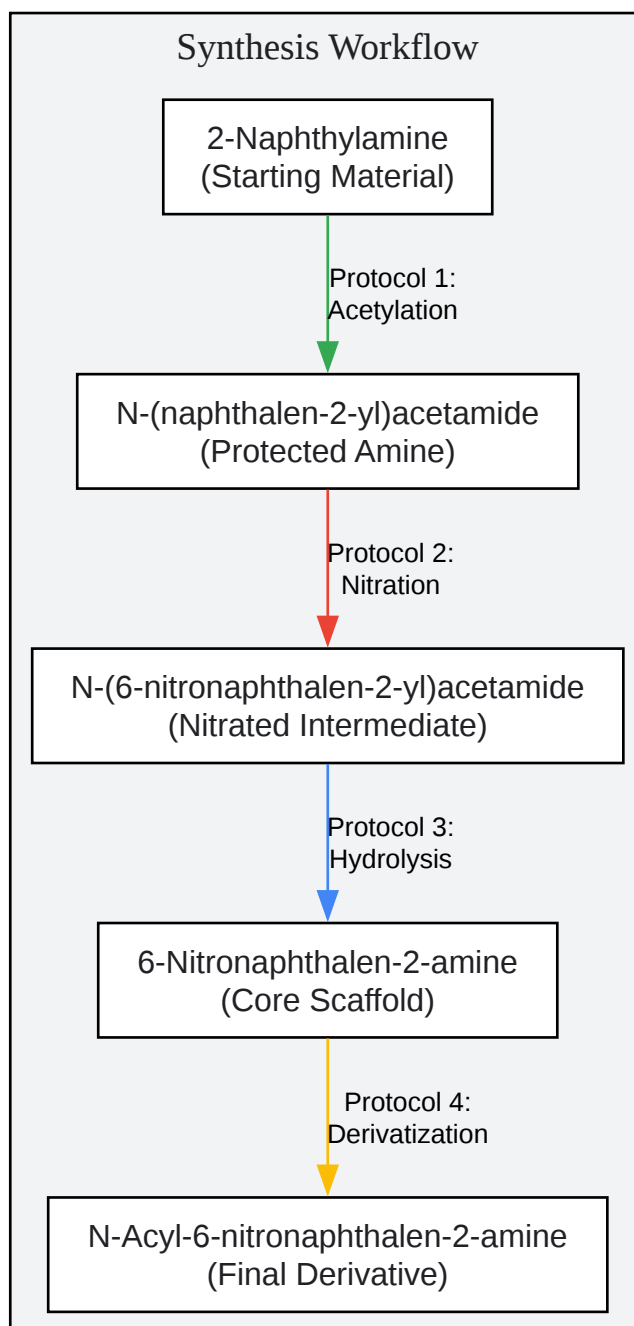 Synthesis Workflow
2-Naphthylamine
(Starting Material)
Protocol 1:
Acetylation
N-(naphthalen-2-yl)acetamide
(Protected Amine)
Protocol 2:
Nitration
N-(6-nitronaphthalen-2-yl)acetamide
(Nitrated Intermediate)
Protocol 3:
Hydrolysis
6-Nitronaphthalen-2-amine
(Core Scaffold)
Protocol 4:
Derivatization
N-Acyl-6-nitronaphthalen-2-amine
(Final Derivative)